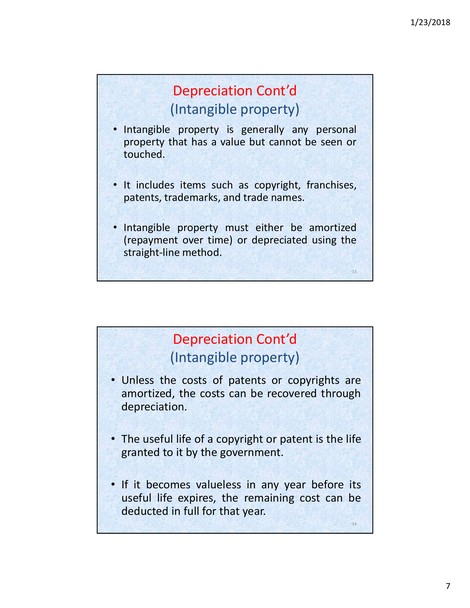 1/23/2018
Depreciation Cont’d
(Intangible property)
• Intangible property is generally any personal
property that has a value but cannot be seen or
touched.
• It includes items such as copyright, franchises,
patents, trademarks, and trade names.
• Intangible property must either be amortized
(repayment over time) or depreciated using the
straight-line method.
Depreciation Cont’d
(Intangible property)
• Unless the costs of patents or copyrights are
amortized, the costs can be recovered through
depreciation.
• The useful life of a copyright or patent is the life
granted to it by the government.
• If it becomes valueless in any year before its
useful life expires, the remaining cost can be
deducted in full for that year.
7